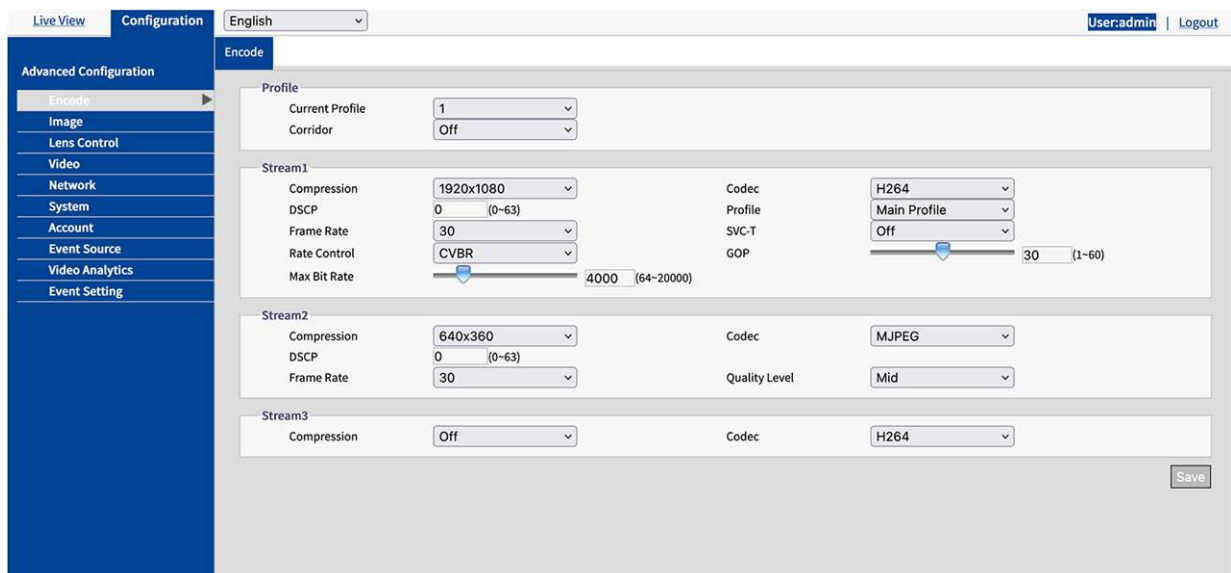 Live View Configuration English User:admin | Logout
Encode
Advanced Configuration
Encode
Image
Lens Control
Video
Network
System
Account
Event Source
Video Analytics
Event Setting
Profile
Current Profile 1
Corridor Off
Stream1
Compression 1920x1080 Codec H264
DSCP 0 (0~63) Profile Main Profile
Frame Rate 30 SVC-T Off
Rate Control CVBR GOP 30 (1~60)
Max Bit Rate 4000 (64~20000)
Stream2
Compression 640x360 Codec MJPEG
DSCP 0 (0~63)
Frame Rate 30 Quality Level Mid
Stream3
Compression Off Codec H264
Save